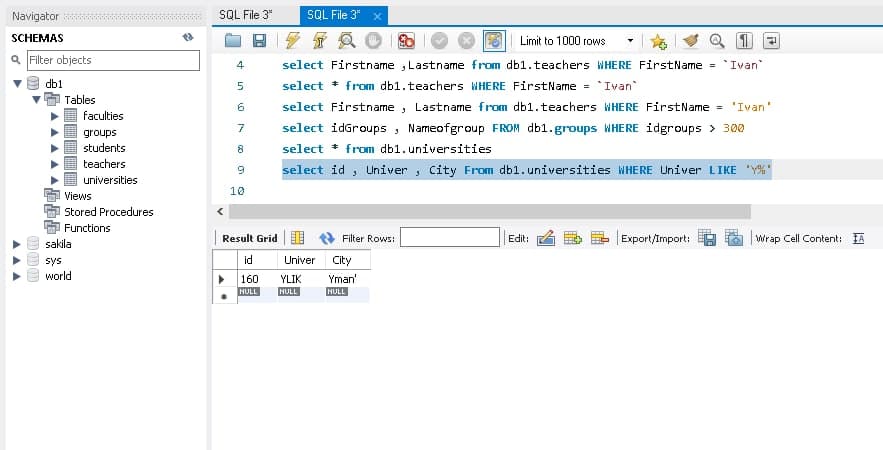 Navigator
SCHEMAS
Filter objects
db1
Tables
faculties
groups
students
teachers
universities
Views
Stored Procedures
Functions
sakila
sys
world
SQL File 3* SQL File 3* ×
Limit to 1000 rows
4 select Firstname ,Lastname from db1.teachers WHERE FirstName = `Ivan`
5 select * from db1.teachers WHERE FirstName = `Ivan`
6 select Firstname , Lastname from db1.teachers WHERE FirstName = 'Ivan'
7 select idGroups , Nameofgroup FROM db1.groups WHERE idgroups > 300
8 select * from db1.universities
9 select id , Univer , City From db1.universities WHERE Univer LIKE 'Y%'
10
Result Grid Filter Rows: Edit: Export/Import: Wrap Cell Content: IA
id Univer City
160 YLIK Yman'
NULL NULL NULL